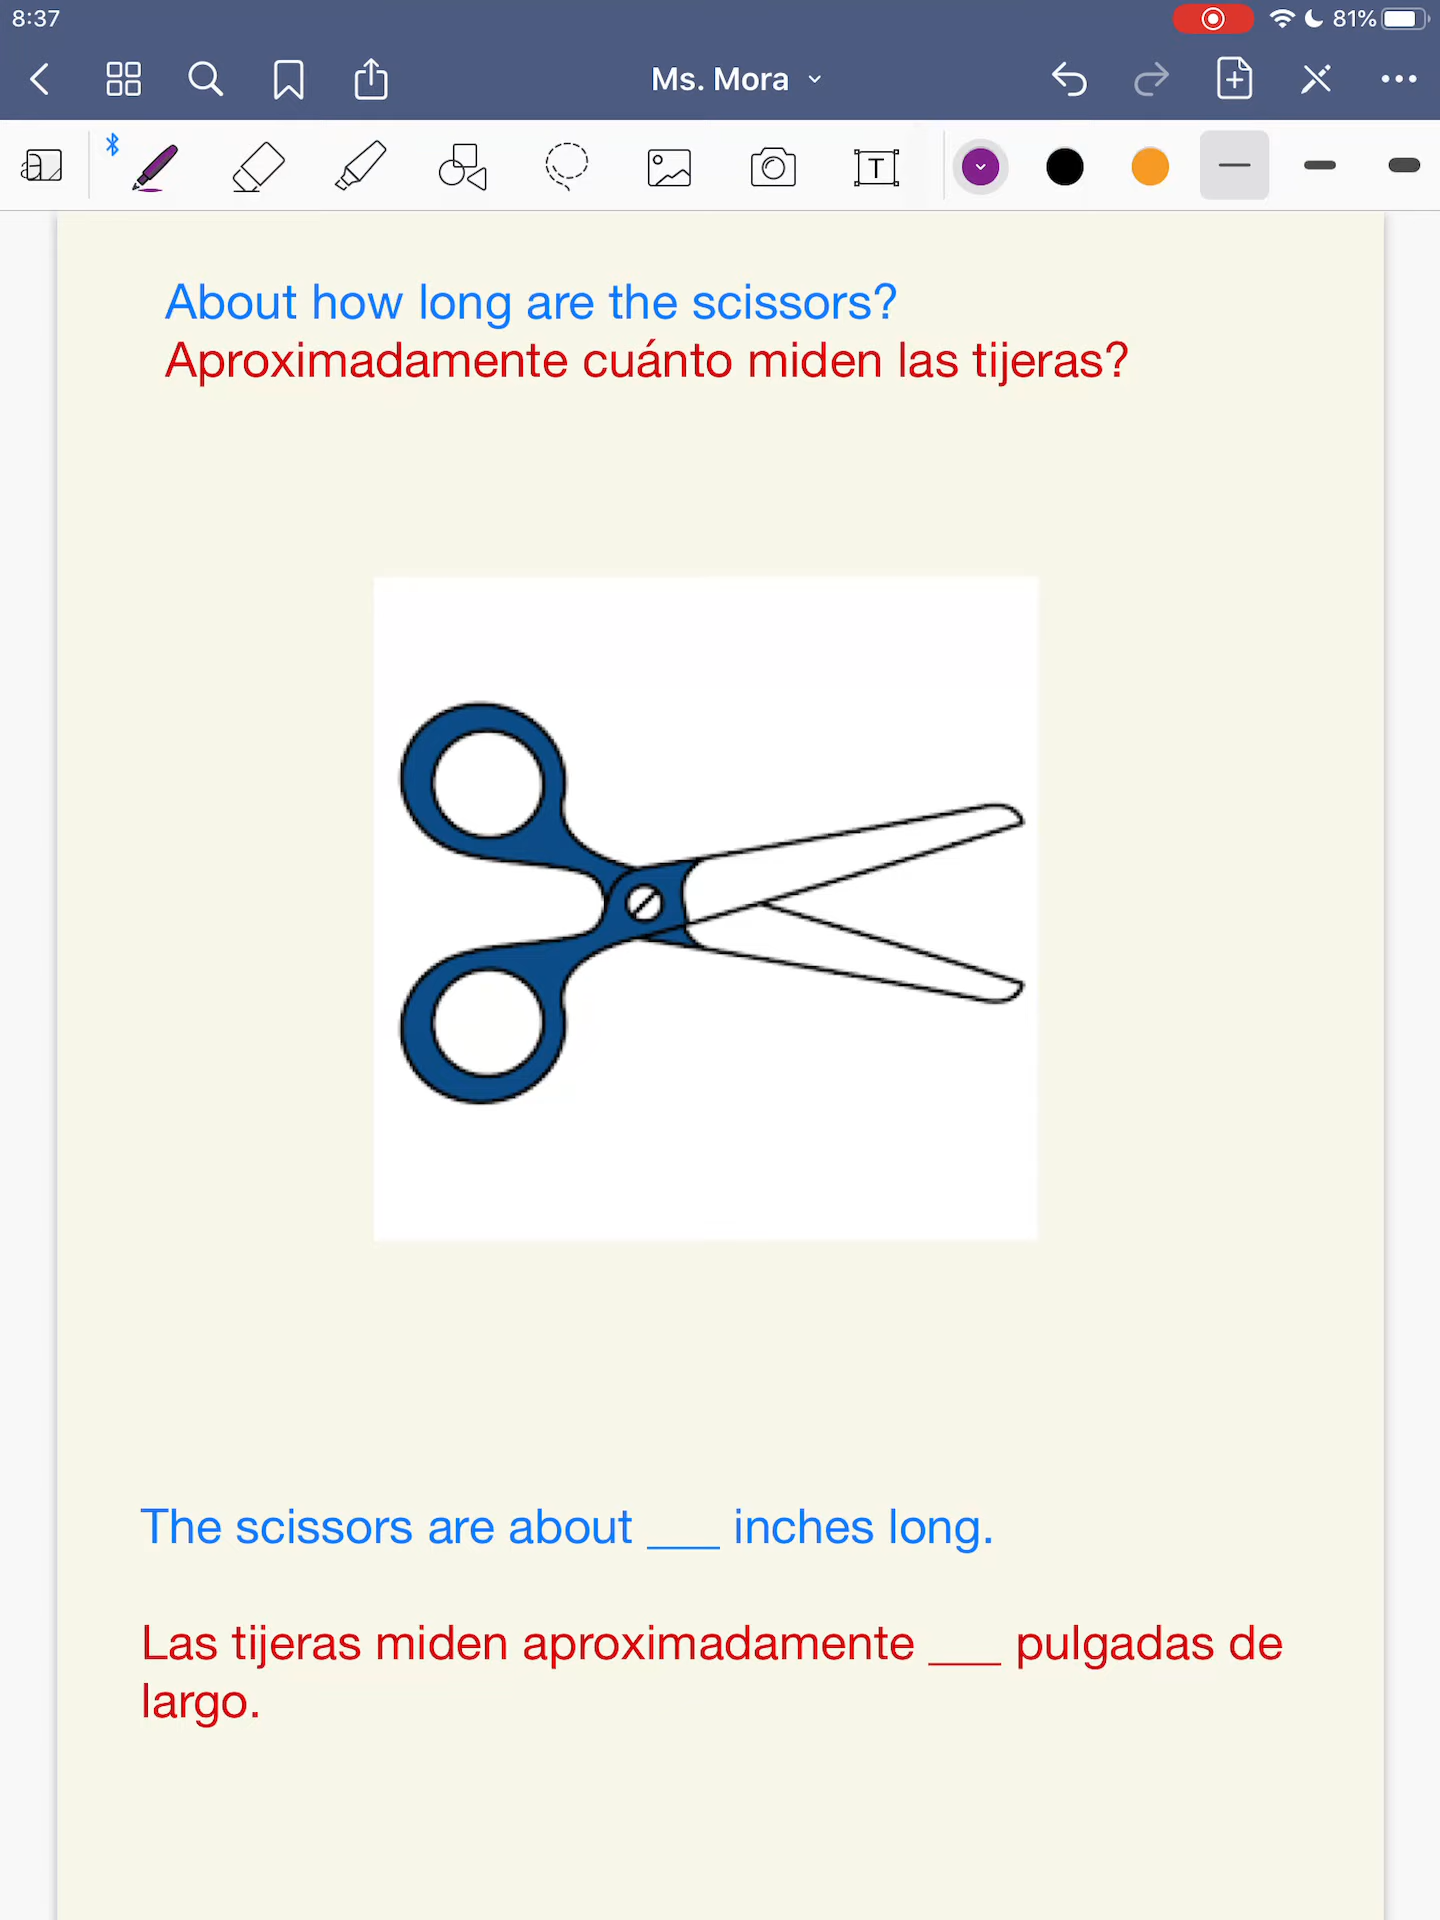 8:37
81%
Ms. Mora
a
T
About how long are the scissors?
Aproximadamente cuánto miden las tijeras?
The scissors are about ___ inches long.
Las tijeras miden aproximadamente ___ pulgadas de
largo.